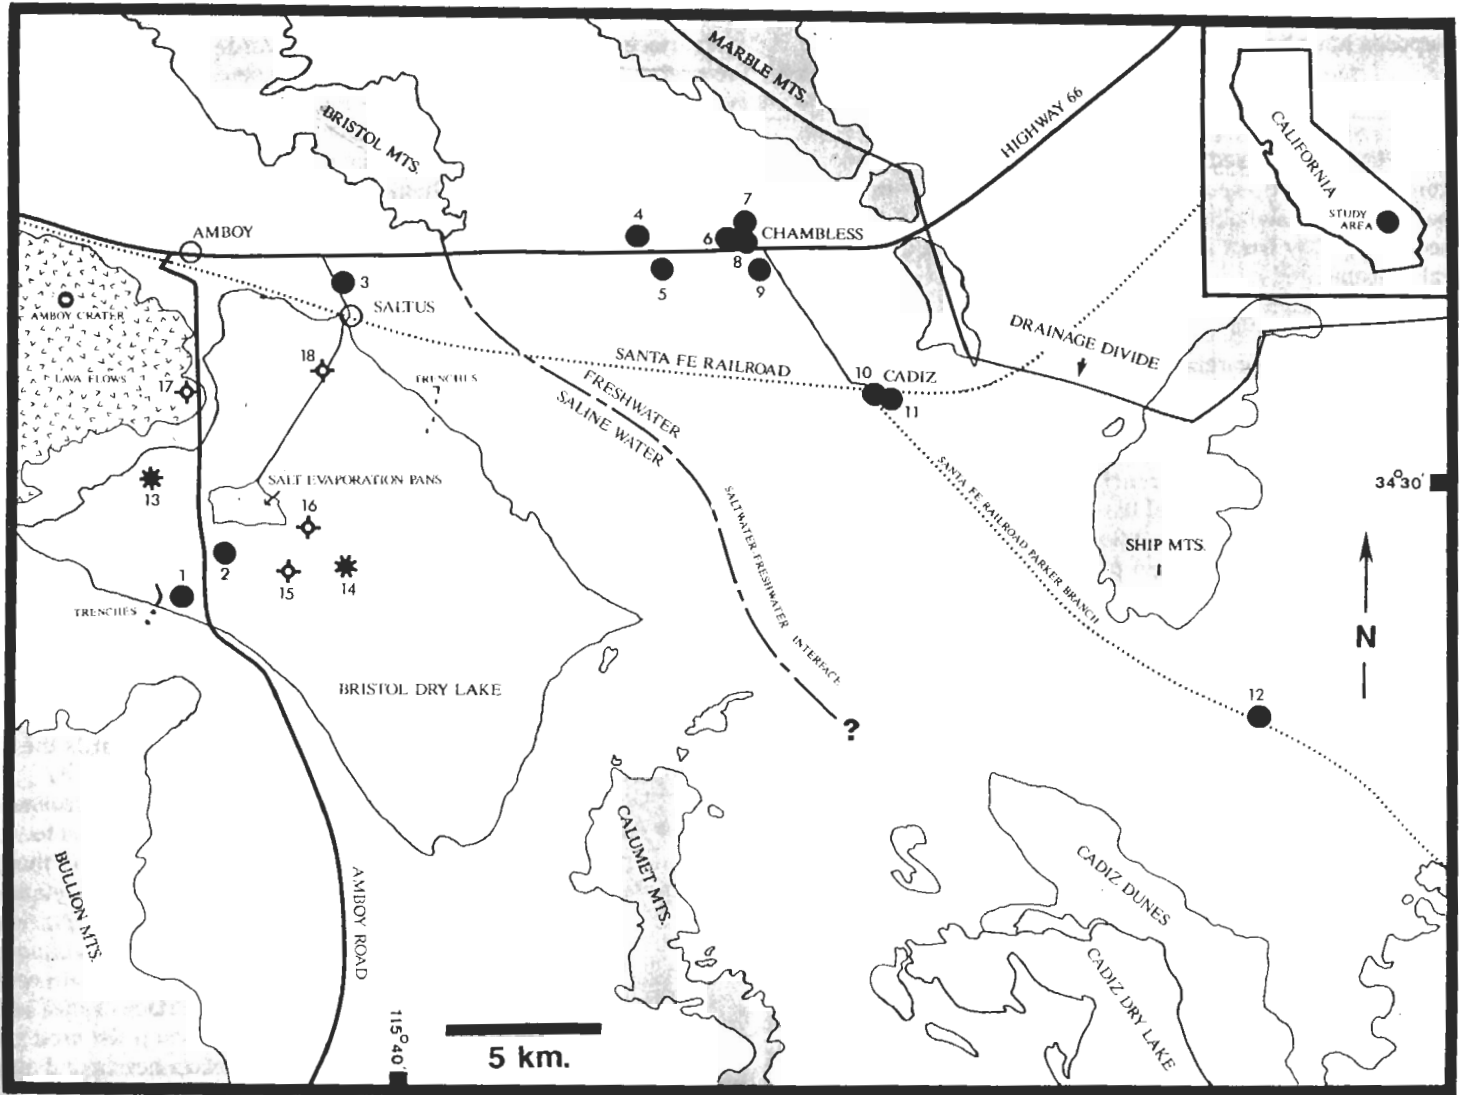 MARBLE MTS.
BRISTOL MTS.
HIGHWAY 66
CALIFORNIA
STUDY
AREA
AMBOY
4
7
6
CHAMBLESS
8
3
5
9
SALTUS
AMBOY CRATER
DRAINAGE DIVIDE
18
SANTA FE RAILROAD
LAVA FLOWS
17
TRENCHES
FRESHWATER
SALINE WATER
10
CADIZ
11
SALT EVAPORATION PANS
13
16
34°30'
SANTA FE RAILROAD PARKER BRANCH
SALTWATER-FRESHWATER INTERFACE
SHIP MTS.
2
1
15
14
TRENCHES
N
BRISTOL DRY LAKE
12
?
CALUMET MTS.
BULLION MTS.
AMBOY ROAD
CADIZ DUNES
CADIZ DRY LAKE
115°40'
5 km.